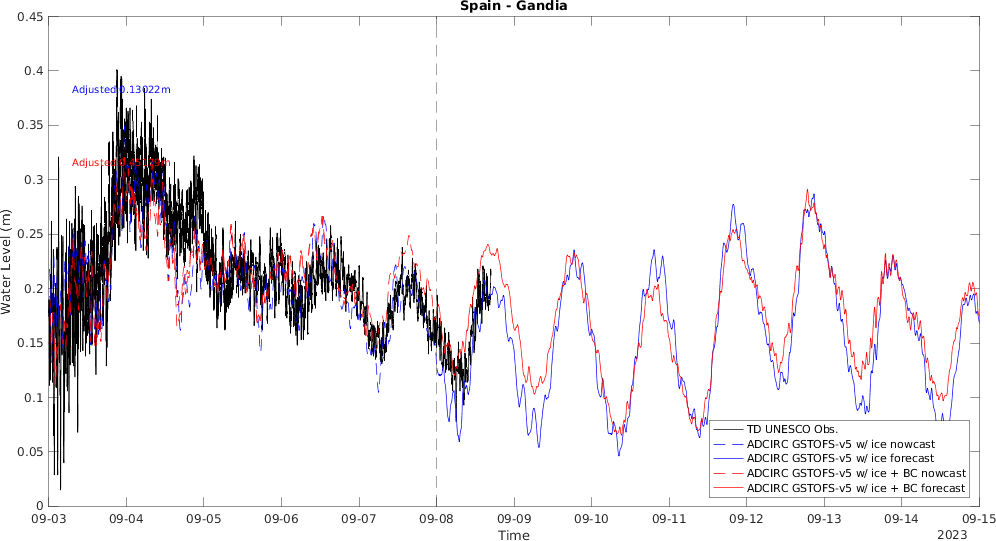 Spain - Gandia
0.45
0.4
0.35
0.3
0.25
0.2
0.15
0.1
0.05
0
Water Level (m)
Adjusted 0.13022m
Adjusted
TD UNESCO Obs.
ADCIRC GSTOFS-v5 w/ ice nowcast
ADCIRC GSTOFS-v5 w/ ice forecast
ADCIRC GSTOFS-v5 w/ ice + BC nowcast
ADCIRC GSTOFS-v5 w/ ice + BC forecast
09-03 09-04 09-05 09-06 09-07 09-08 09-09 09-10 09-11 09-12 09-13 09-14 09-15
Time
2023